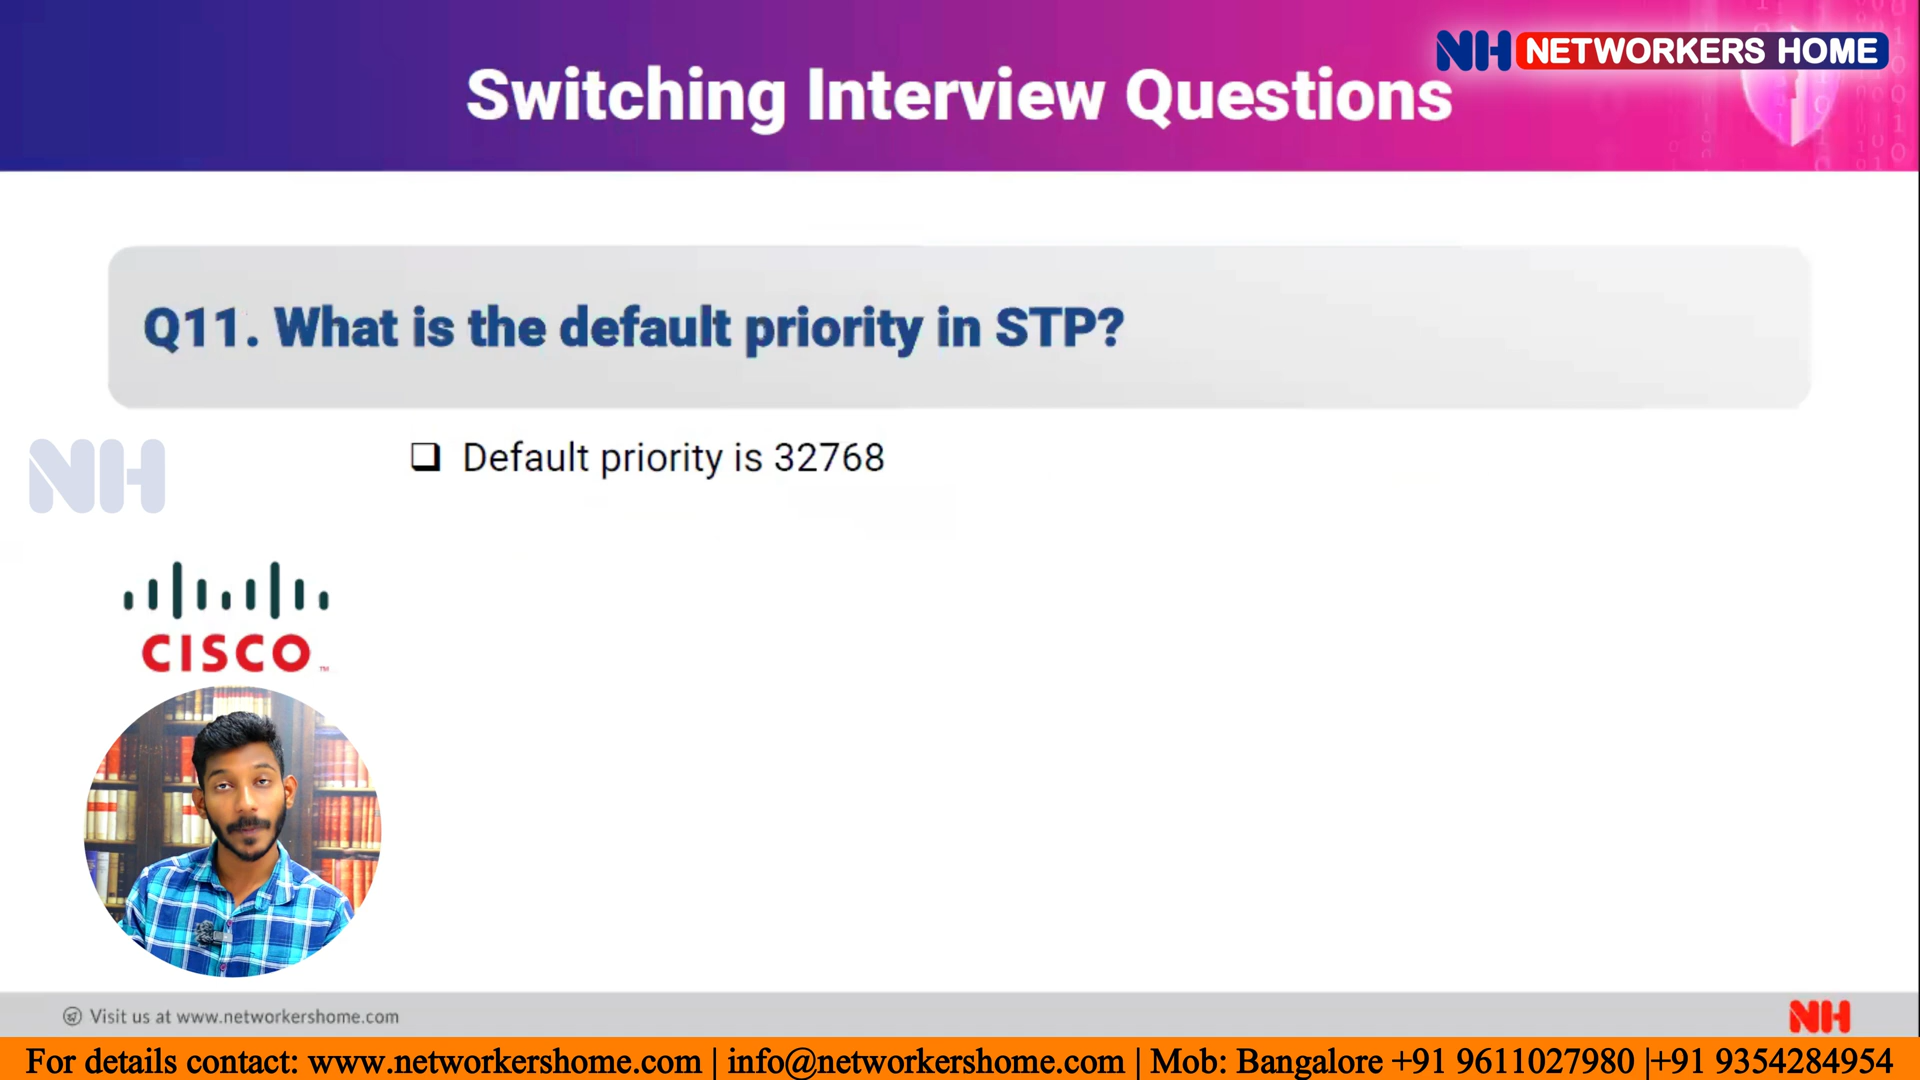 NH NETWORKERS HOME
Switching Interview Questions
Q11. What is the default priority in STP?
❑ Default priority is 32768
NH
CISCO™
Visit us at www.networkershome.com
NH
For details contact: www.networkershome.com | info@networkershome.com | Mob: Bangalore +91 9611027980 |+91 9354284954